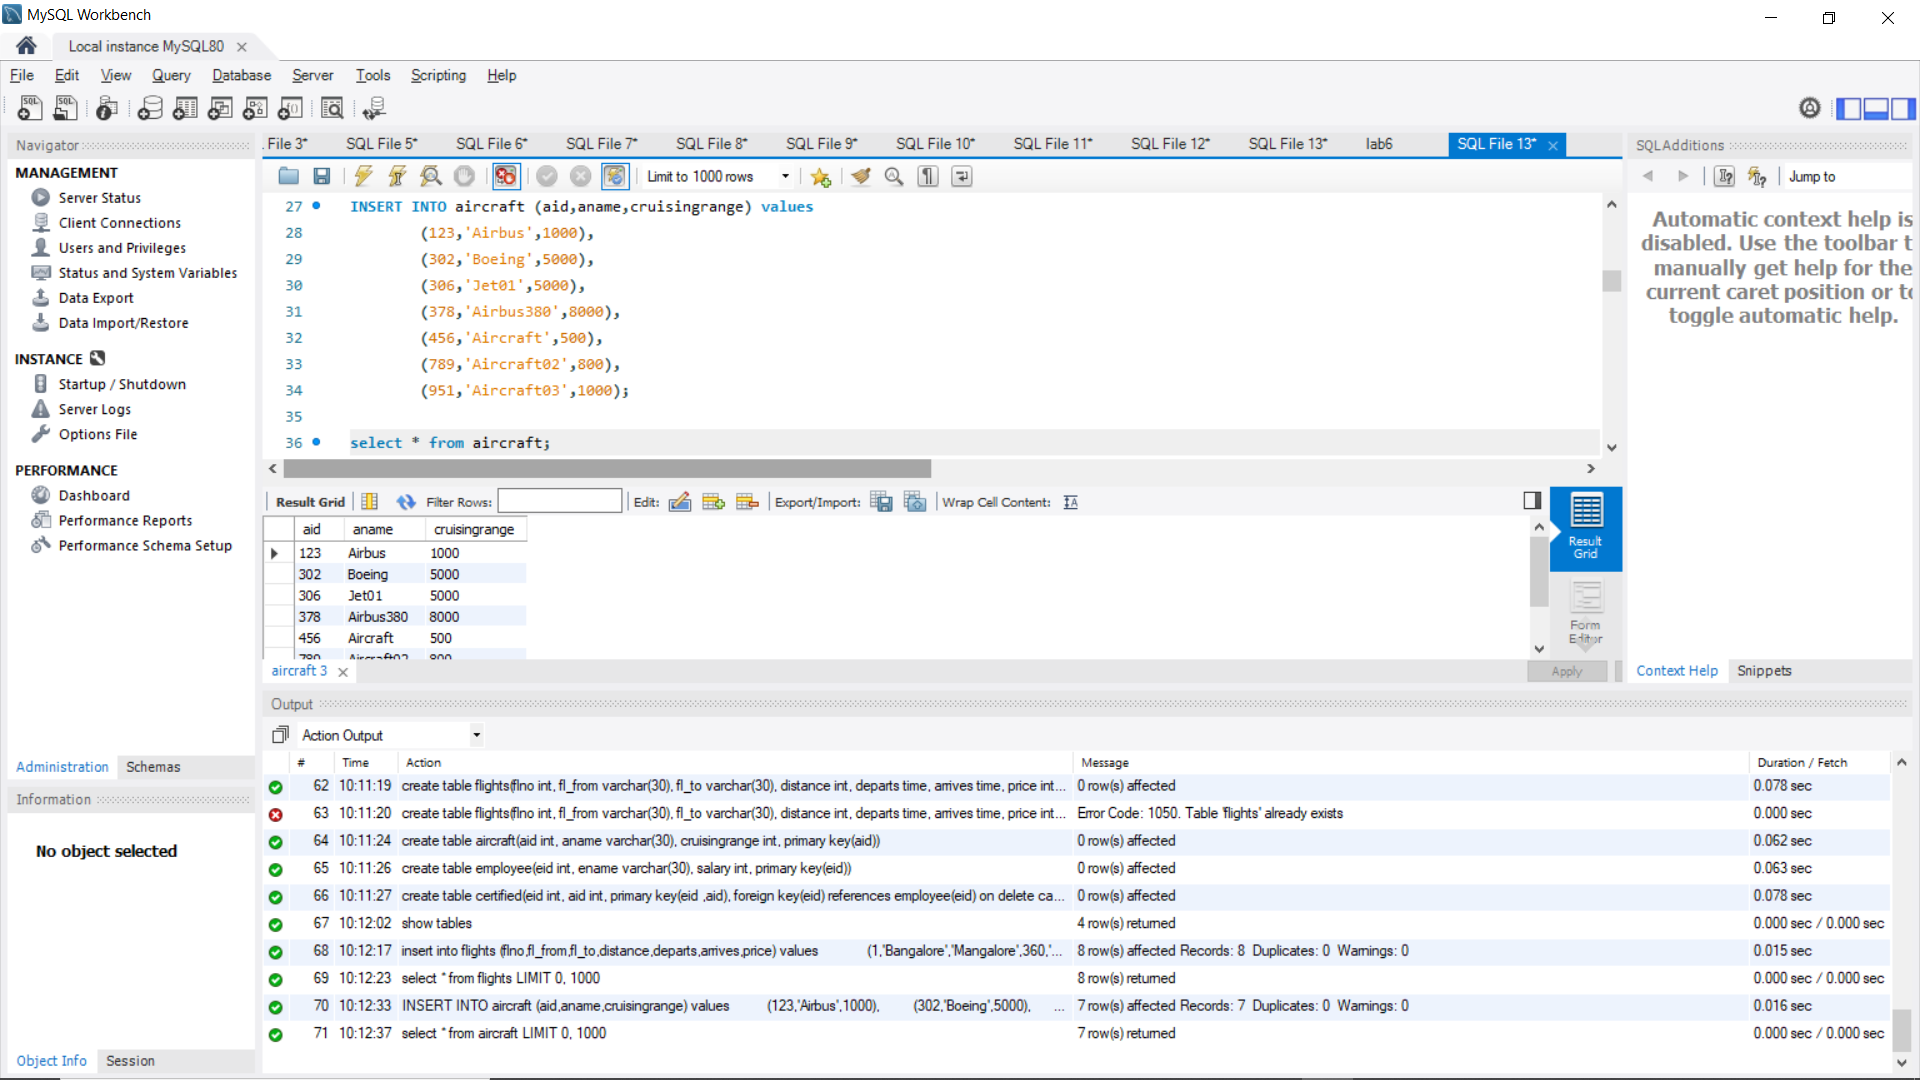 MySQL Workbench
Local instance MySQL80
File Edit View Query Database Server Tools Scripting Help
Navigator
MANAGEMENT
Server Status
Client Connections
Users and Privileges
Status and System Variables
Data Export
Data Import/Restore
INSTANCE
Startup / Shutdown
Server Logs
Options File
PERFORMANCE
Dashboard
Performance Reports
Performance Schema Setup
Administration Schemas
Information
No object selected
Object Info Session
. File 3* SQL File 5* SQL File 6* SQL File 7* SQL File 8* SQL File 9* SQL File 10* SQL File 11* SQL File 12* SQL File 13* lab6 SQL File 13*
Limit to 1000 rows
27 INSERT INTO aircraft (aid,aname,cruisingrange) values
28 (123,'Airbus',1000),
29 (302,'Boeing',5000),
30 (306,'Jet01',5000),
31 (378,'Airbus380',8000),
32 (456,'Aircraft',500),
33 (789,'Aircraft02',800),
34 (951,'Aircraft03',1000);
35
36 select * from aircraft;
Result Grid Filter Rows: Edit: Export/Import: Wrap Cell Content:
aid aname cruisingrange
123 Airbus 1000
302 Boeing 5000
306 Jet01 5000
378 Airbus380 8000
456 Aircraft 500
789 Aircraft02 800
Result
Grid
Form
Editor
aircraft 3
Apply
SQLAdditions
Jump to
Automatic context help is
disabled. Use the toolbar t
manually get help for the
current caret position or to
toggle automatic help.
Context Help Snippets
Output
Action Output
# Time Action Message Duration / Fetch
62 10:11:19 create table flights(flno int, fl_from varchar(30), fl_to varchar(30), distance int, departs time, arrives time, price int... 0 row(s) affected 0.078 sec
63 10:11:20 create table flights(flno int, fl_from varchar(30), fl_to varchar(30), distance int, departs time, arrives time, price int... Error Code: 1050. Table 'flights' already exists 0.000 sec
64 10:11:24 create table aircraft(aid int, aname varchar(30), cruisingrange int, primary key(aid)) 0 row(s) affected 0.062 sec
65 10:11:26 create table employee(eid int, ename varchar(30), salary int, primary key(eid)) 0 row(s) affected 0.063 sec
66 10:11:27 create table certified(eid int, aid int, primary key(eid ,aid), foreign key(eid) references employee(eid) on delete ca... 0 row(s) affected 0.078 sec
67 10:12:02 show tables 4 row(s) returned 0.000 sec / 0.000 sec
68 10:12:17 insert into flights (flno,fl_from,fl_to,distance,departs,arrives,price) values (1,'Bangalore','Mangalore',360,'... 8 row(s) affected Records: 8 Duplicates: 0 Warnings: 0 0.015 sec
69 10:12:23 select * from flights LIMIT 0, 1000 8 row(s) returned 0.000 sec / 0.000 sec
70 10:12:33 INSERT INTO aircraft (aid,aname,cruisingrange) values (123,'Airbus',1000), (302,'Boeing',5000), ... 7 row(s) affected Records: 7 Duplicates: 0 Warnings: 0 0.016 sec
71 10:12:37 select * from aircraft LIMIT 0, 1000 7 row(s) returned 0.000 sec / 0.000 sec